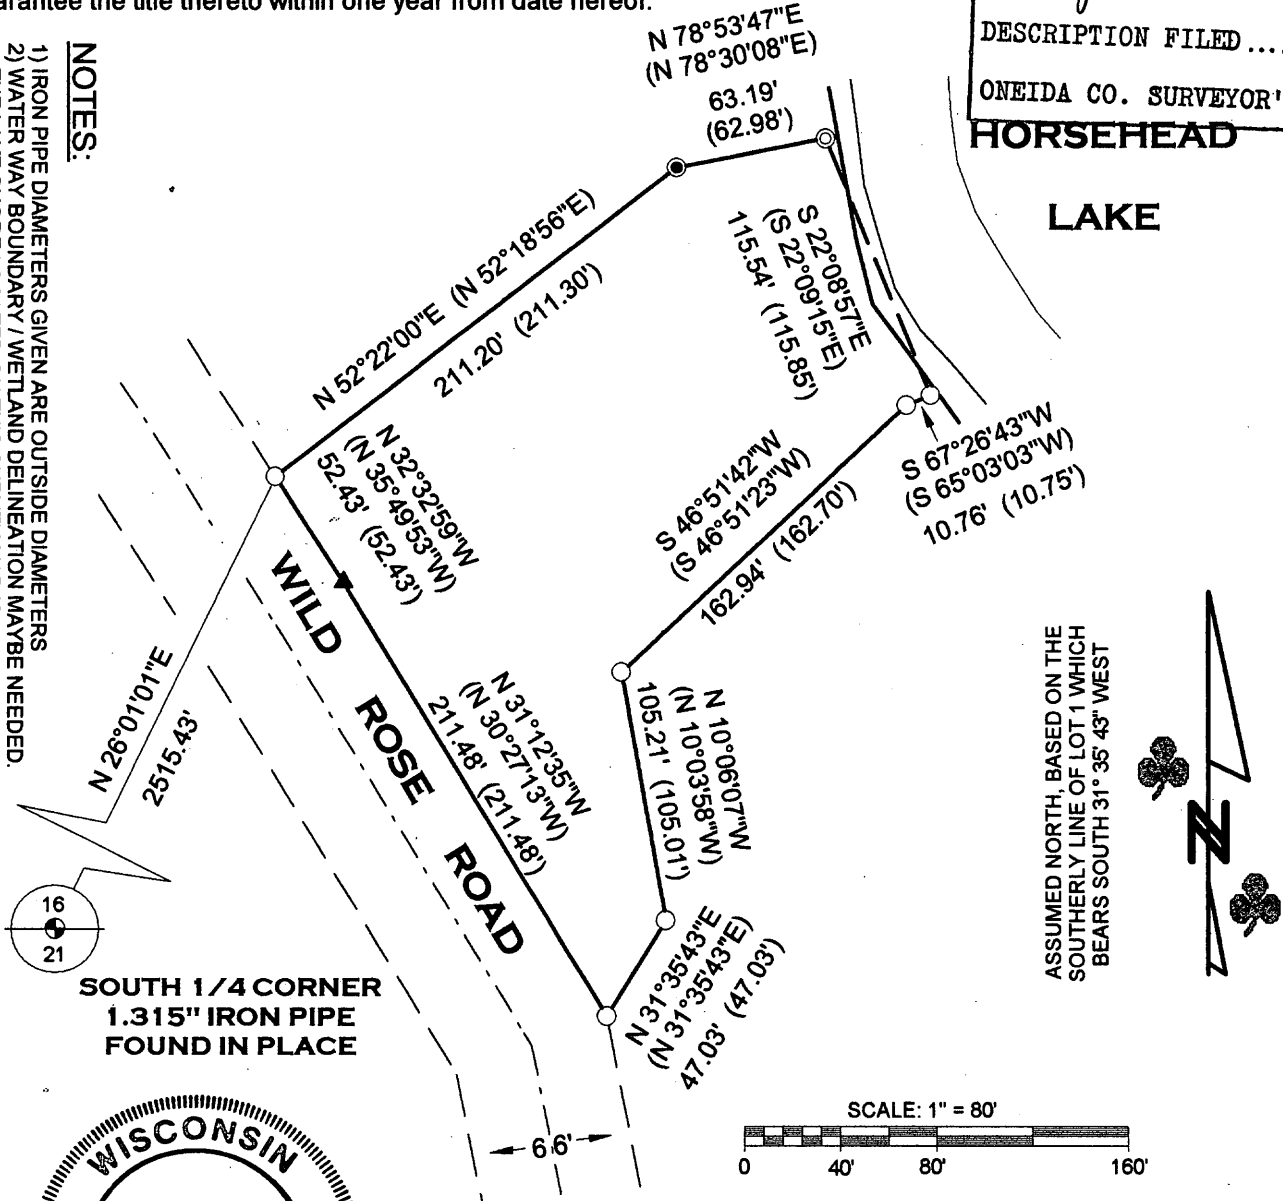 arantee the title thereto within one year from date hereof.
DESCRIPTION FILED....
ONEIDA CO. SURVEYOR'
HORSEHEAD
LAKE
NOTES:
1) IRON PIPE DIAMETERS GIVEN ARE OUTSIDE DIAMETERS
2) WATER WAY BOUNDARY / WETLAND DELINEATION MAYBE NEEDED.
N 78°53'47"E
(N 78°30'08"E)
63.19'
(62.98')
N 52°22'00"E (N 52°18'56"E)
211.20' (211.30')
S 22°08'57"E
(S 22°09'15"E)
115.54' (115.85')
S 67°26'43"W
(S 65°03'03"W)
10.76' (10.75')
S 46°51'42"W
(S 46°51'23"W)
162.94' (162.70')
N 32°32'59"W
(N 35°49'53"W)
52.43' (52.43')
WILD ROSE ROAD
N 31°12'35"W
(N 30°27'13"W)
211.48' (211.48')
N 10°06'07"W
(N 10°03'58"W)
105.21' (105.01')
N 31°35'43"E
(N 31°35'43"E)
47.03' (47.03')
N 26°01'01"E
2515.43'
16
21
SOUTH 1/4 CORNER
1.315" IRON PIPE
FOUND IN PLACE
ASSUMED NORTH, BASED ON THE
SOUTHERLY LINE OF LOT 1 WHICH
BEARS SOUTH 31° 35' 43" WEST
N
WISCONSIN
66'
SCALE: 1" = 80'
0 40' 80' 160'